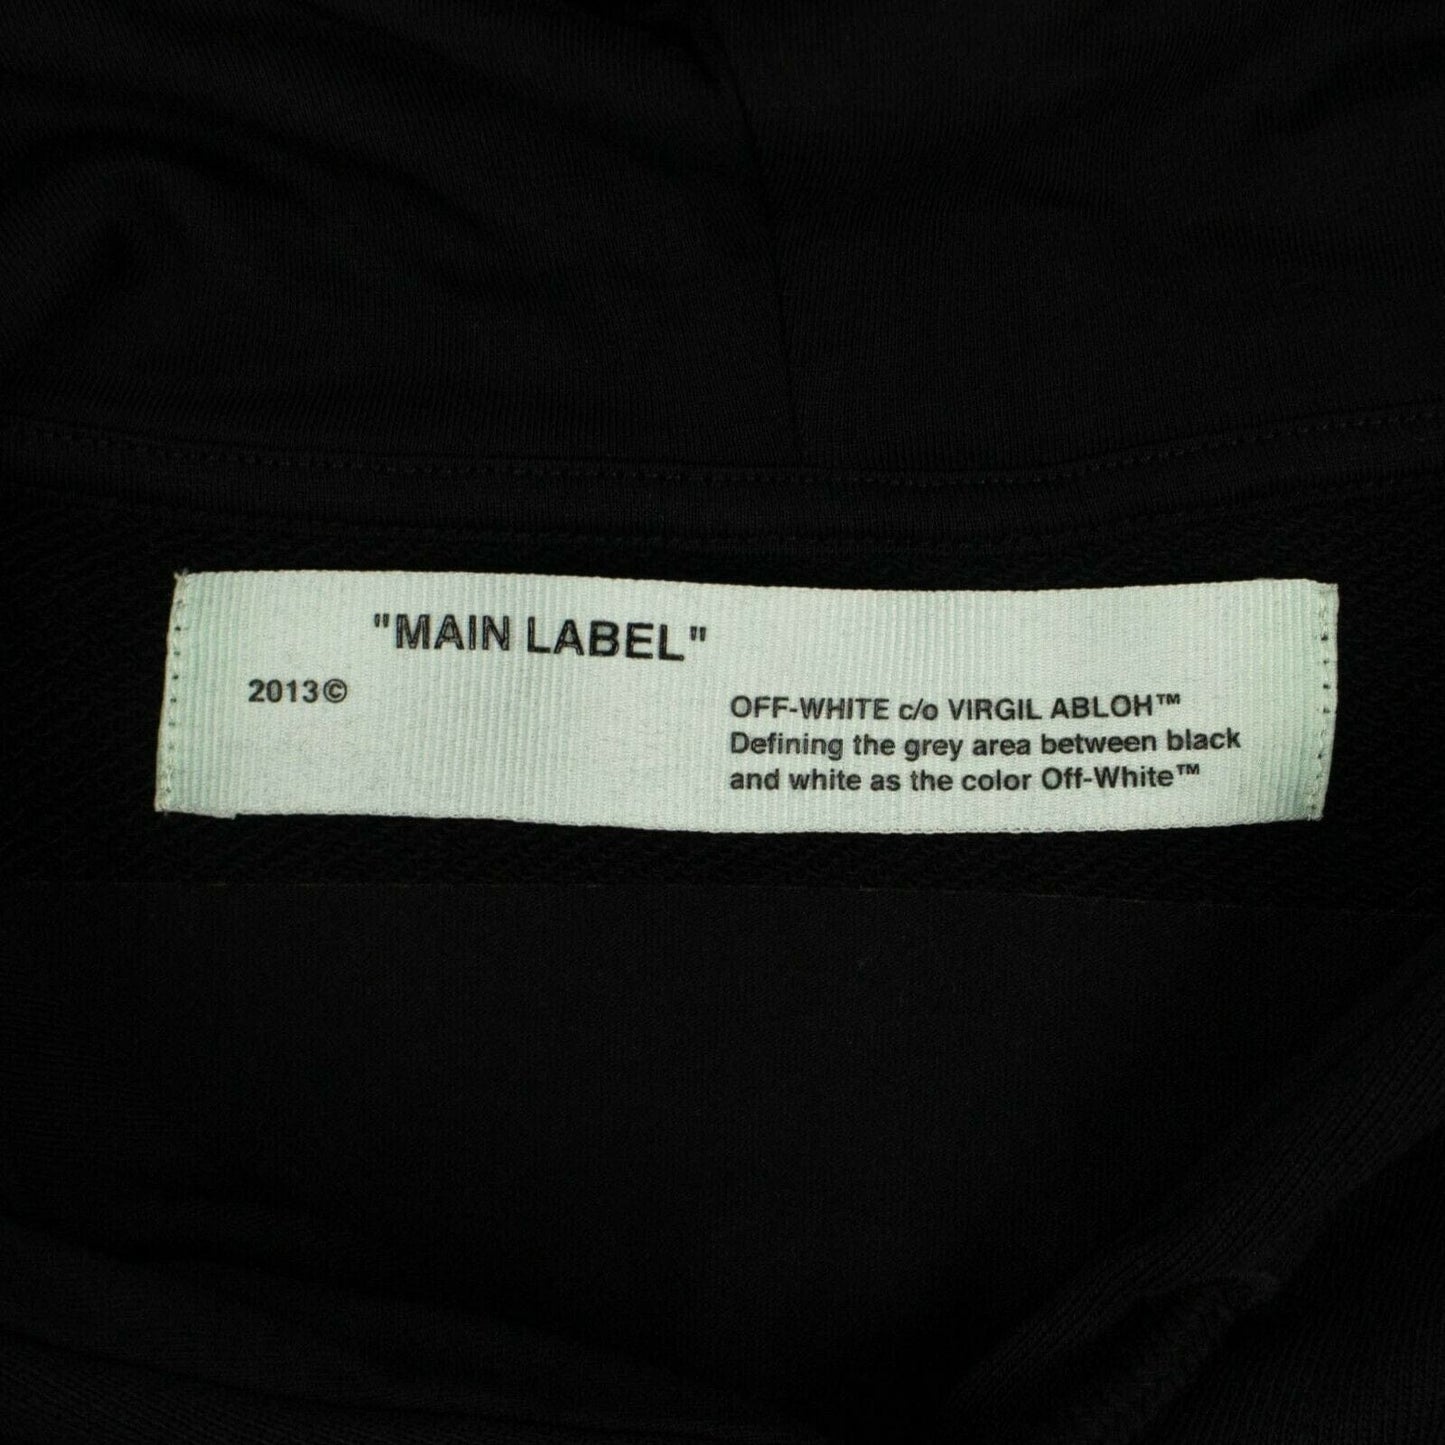 "MAIN LABEL"
2013©
OFF-WHITE c/o VIRGIL ABLOH™
Defining the grey area between black
and white as the color Off-White™